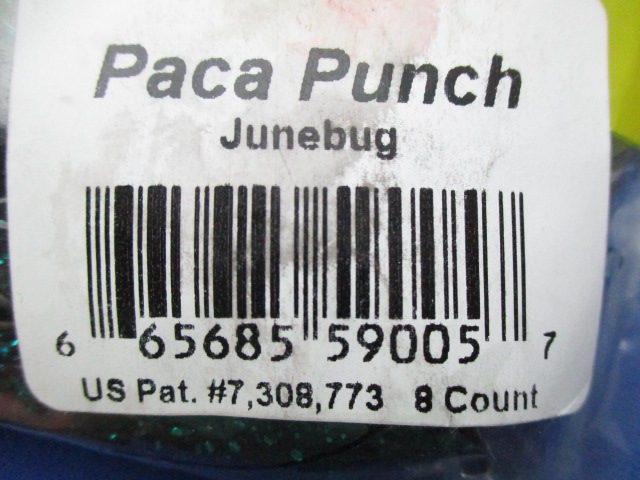 Paca Punch
Junebug
6 65685 59005 7
US Pat. #7,308,773 8 Count